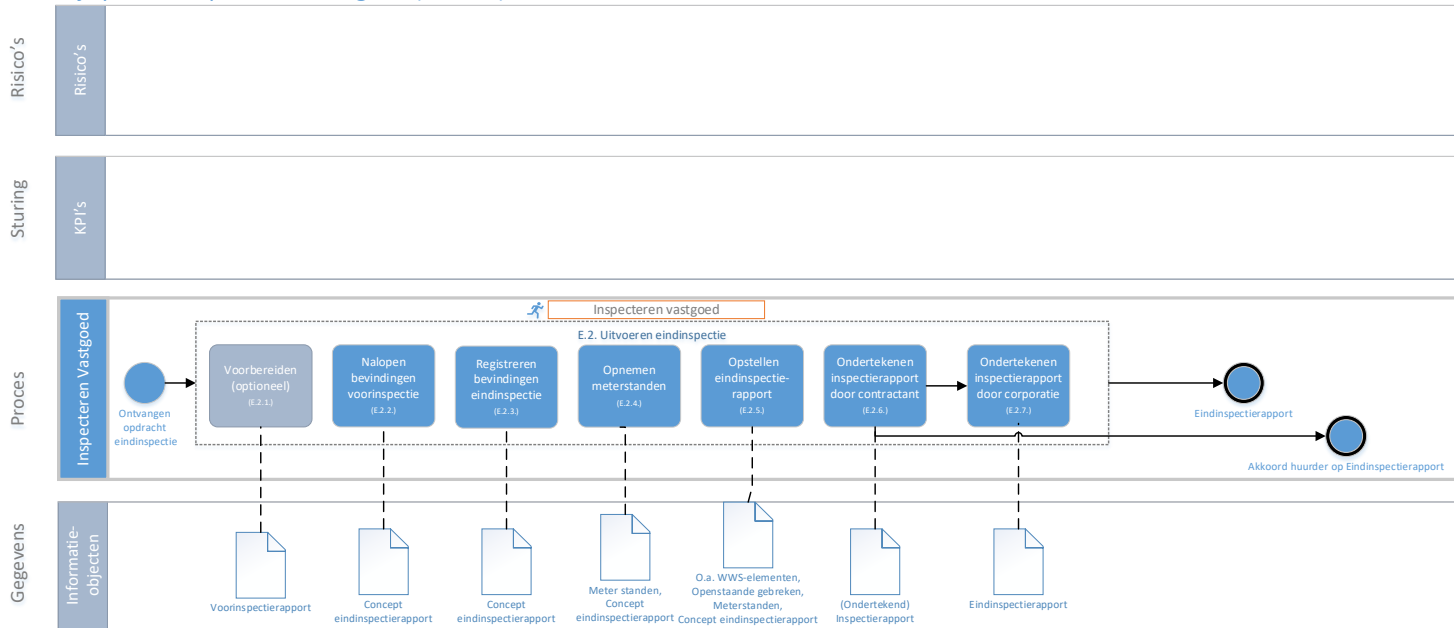 Risico's
Risico's
Sturing
KPI's
Proces
Inspecteren Vastgoed
Inspecteren vastgoed
E.2. Uitvoeren eindinspectie
Ontvangen
opdracht
eindinspectie
Voorbereiden
(optioneel)
(E.2.1.)
Nalopen
bevindingen
voorinspectie
(E.2.2.)
Registreren
bevindingen
eindinspectie
(E.2.3.)
Opnemen
meterstanden
(E.2.4.)
Opstellen
eindinspectie-
rapport
(E.2.5.)
Ondertekenen
inspectierapport
door contractant
(E.2.6.)
Ondertekenen
inspectierapport
door corporatie
(E.2.7.)
Eindinspectierapport
Akkoord huurder op Eindinspectierapport
Gegevens
Informatie-
objecten
Voorinspectierapport
Concept
eindinspectierapport
Concept
eindinspectierapport
Meter standen,
Concept
eindinspectierapport
O.a. WWS-elementen,
Openstaande gebreken,
Meterstanden,
Concept eindinspectierapport
(Ondertekend)
Inspectierapport
Eindinspectierapport